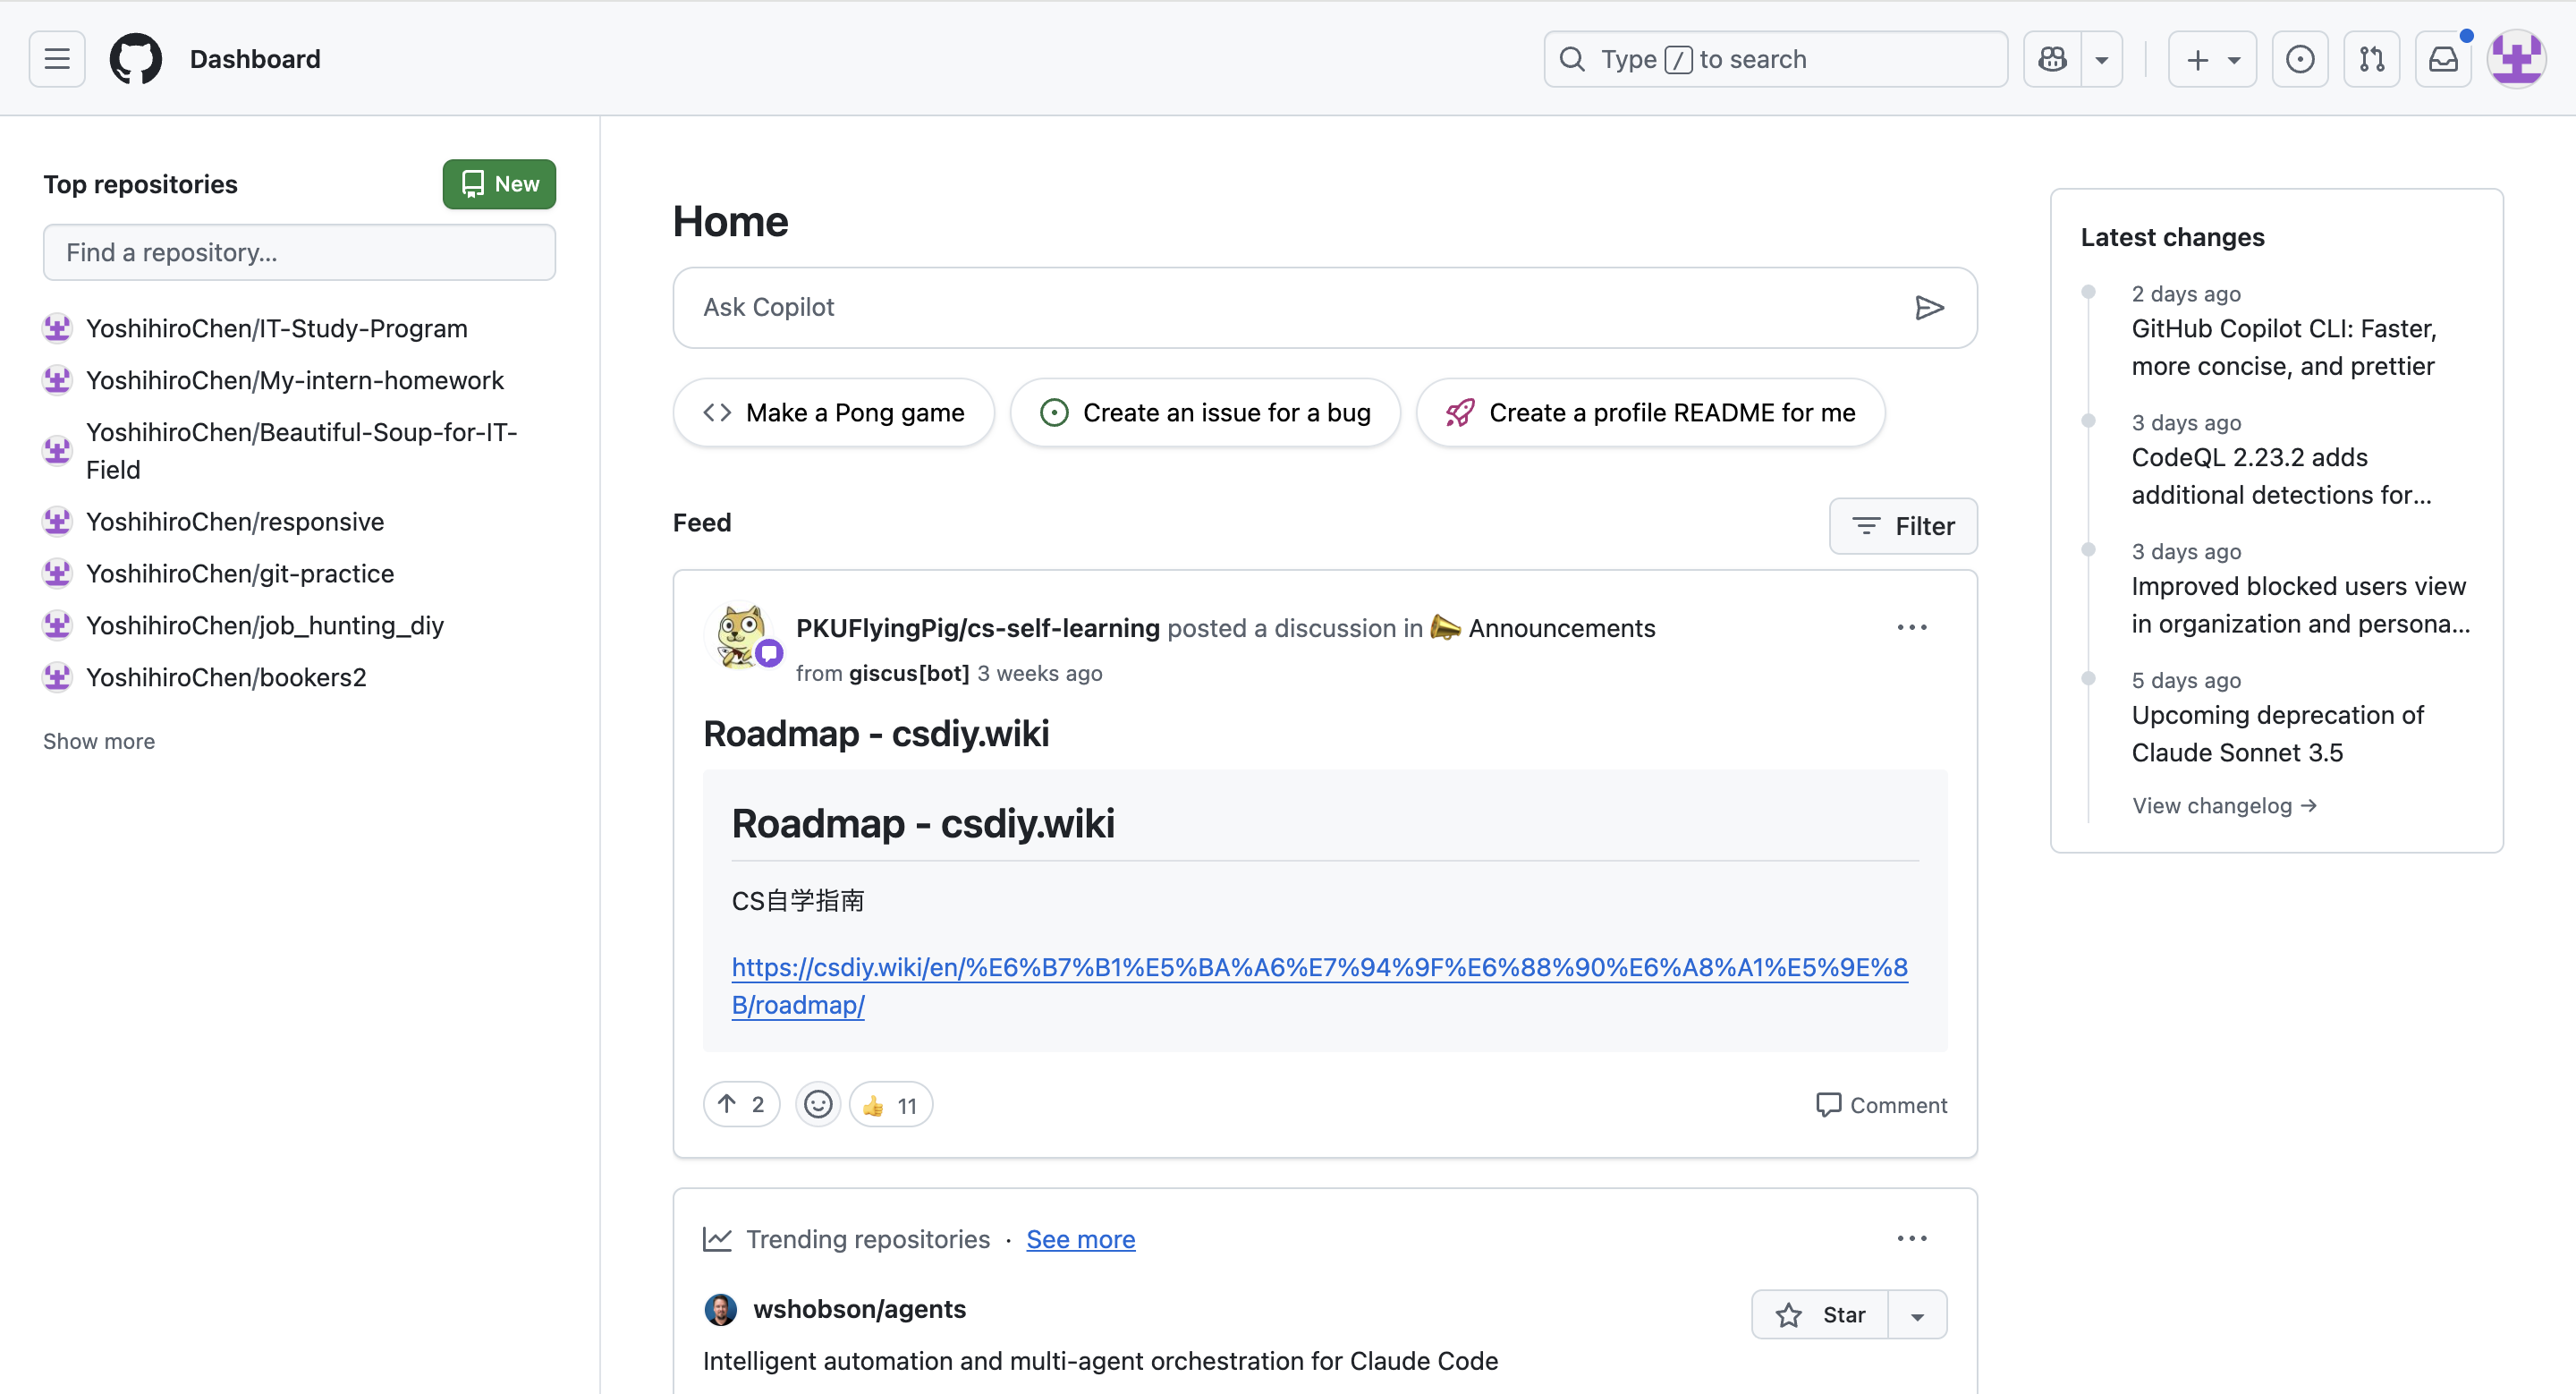 Dashboard
Type / to search
Top repositories
New
Find a repository...
YoshihiroChen/IT-Study-Program
YoshihiroChen/My-intern-homework
YoshihiroChen/Beautiful-Soup-for-IT-
Field
YoshihiroChen/responsive
YoshihiroChen/git-practice
YoshihiroChen/job_hunting_diy
YoshihiroChen/bookers2
Show more
Home
Ask Copilot
Make a Pong game
Create an issue for a bug
Create a profile README for me
Feed
Filter
PKUFlyingPig/cs-self-learning posted a discussion in 📣 Announcements
from giscus[bot] 3 weeks ago
Roadmap - csdiy.wiki
Roadmap - csdiy.wiki
CS自学指南
https://csdiy.wiki/en/%E6%B7%B1%E5%BA%A6%E7%94%9F%E6%88%90%E6%A8%A1%E5%9E%8
B/roadmap/
2
👍 11
Comment
Trending repositories · See more
wshobson/agents
Star
Intelligent automation and multi-agent orchestration for Claude Code
Latest changes
2 days ago
GitHub Copilot CLI: Faster,
more concise, and prettier
3 days ago
CodeQL 2.23.2 adds
additional detections for...
3 days ago
Improved blocked users view
in organization and persona...
5 days ago
Upcoming deprecation of
Claude Sonnet 3.5
View changelog →